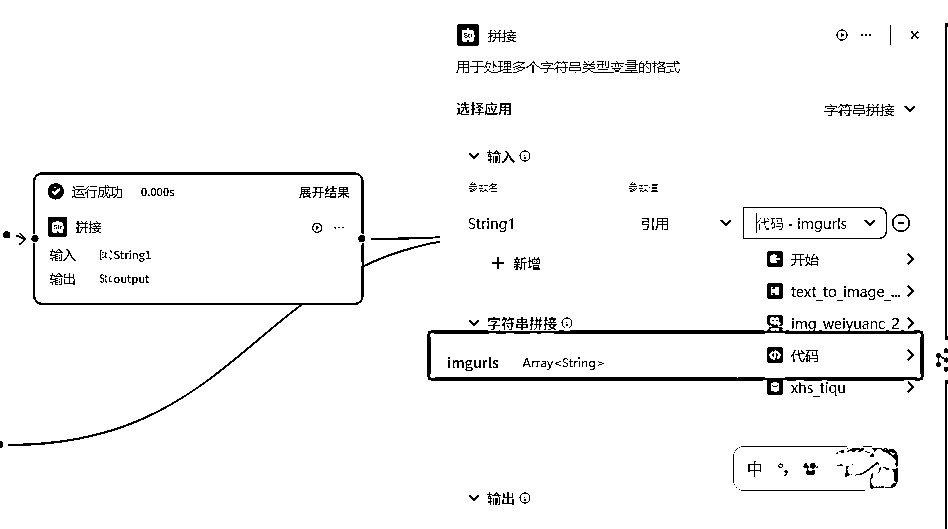 运行成功 0.000s 展开结果
拼接
输入 String1
输出 output
拼接
用于处理多个字符串类型变量的格式
选择应用 字符串拼接
输入
参数名 参数值
String1 引用 代码 - imgurls
新增
开始
text_to_image_...
字符串拼接 img_weiyuanc_2
imgurls Array<String> 代码
xhs_tiqu
中
输出